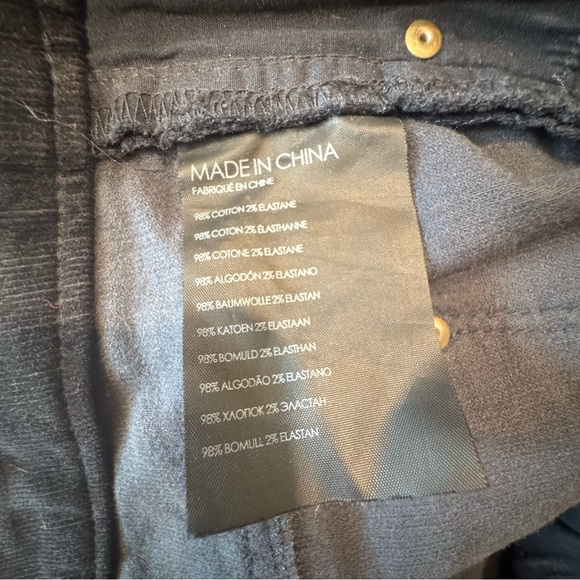 MADE IN CHINA
FABRIQUÉ EN CHINE
98% COTTON 2% ELASTANE
98% COTON 2% ÉLASTHANNE
98% COTONE 2% ELASTANE
98% ALGODÓN 2% ELASTANO
98% BAUMWOLLE 2% ELASTAN
98% KATOEN 2% ELASTAAN
98% BOMULD 2% ELASTHAN
98% ALGODÃO 2% ELASTANO
98% ХЛОПОК 2% ЭЛАСТАН
98% BOMULL 2% ELASTAN